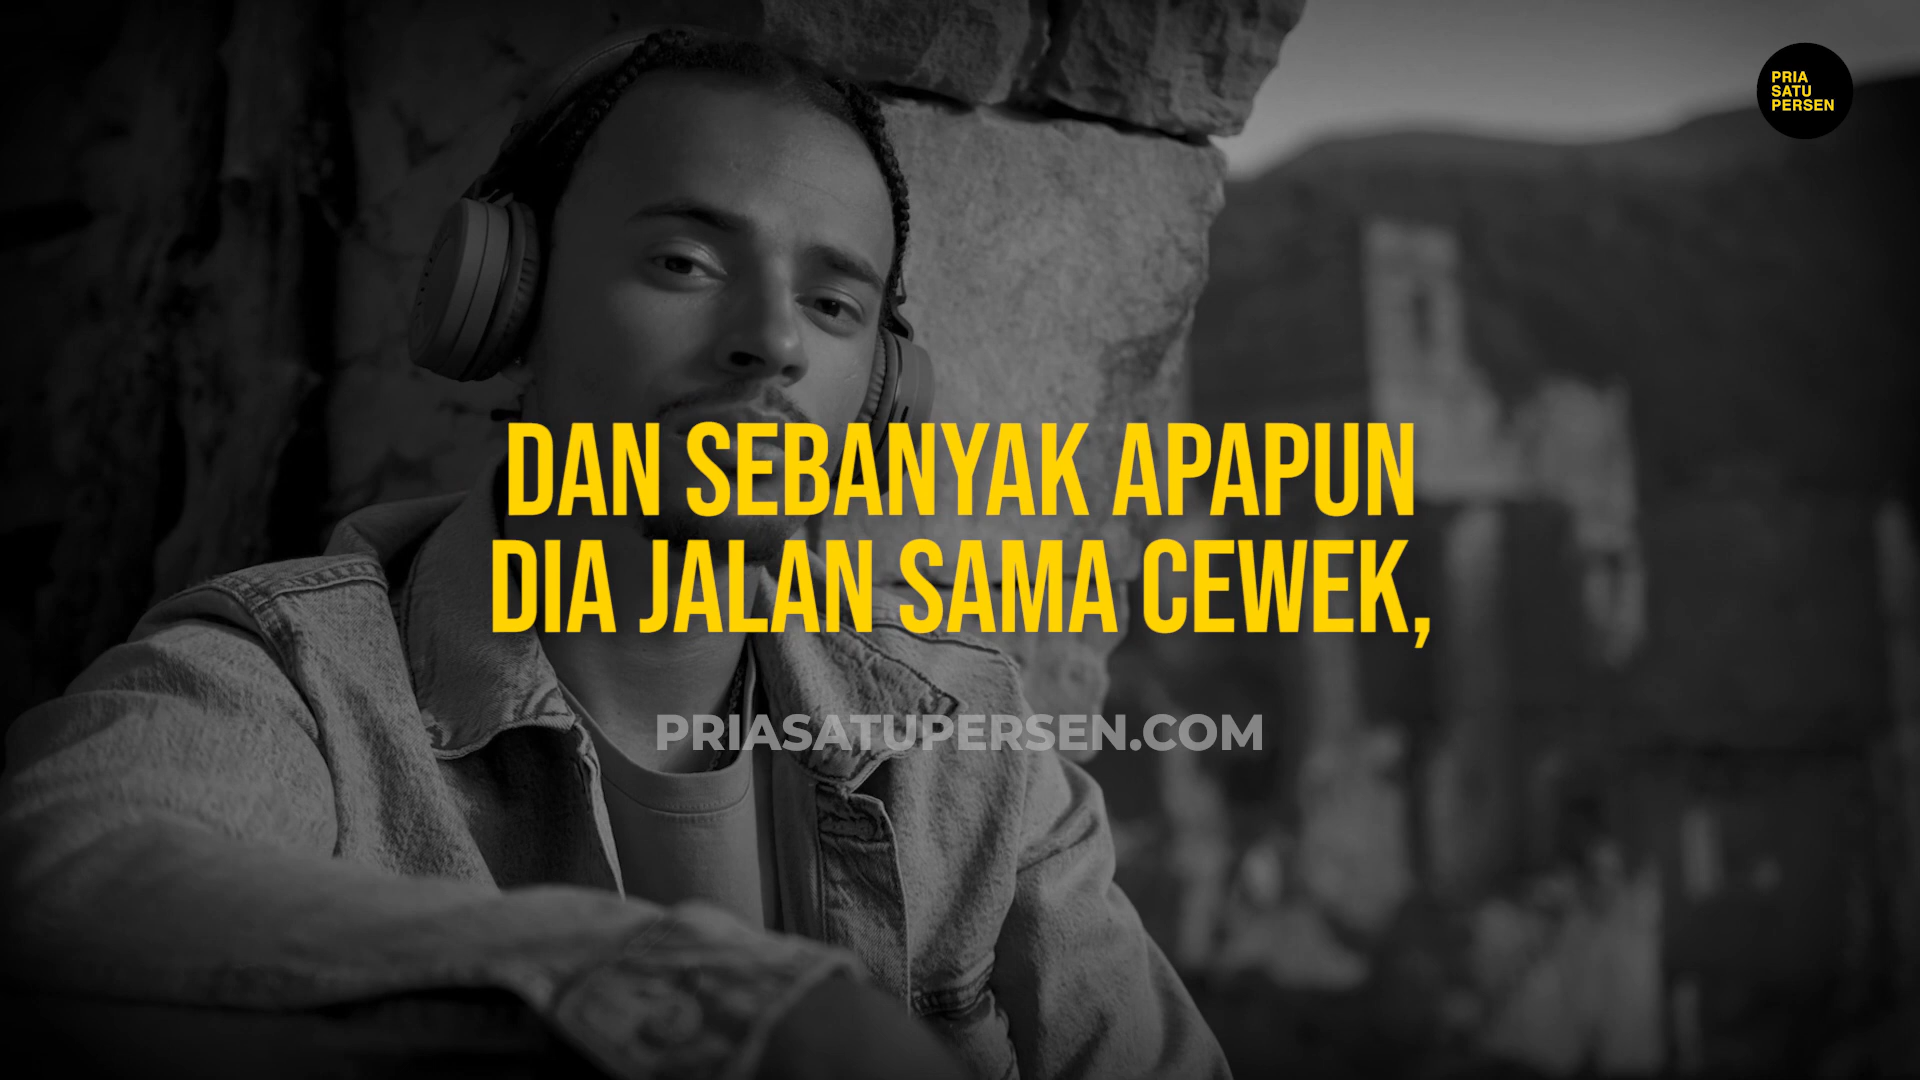 PRIA
SATU
PERSEN
DAN SEBANYAK APAPUN
DIA JALAN SAMA CEWEK,
PRIASATUPERSEN.COM